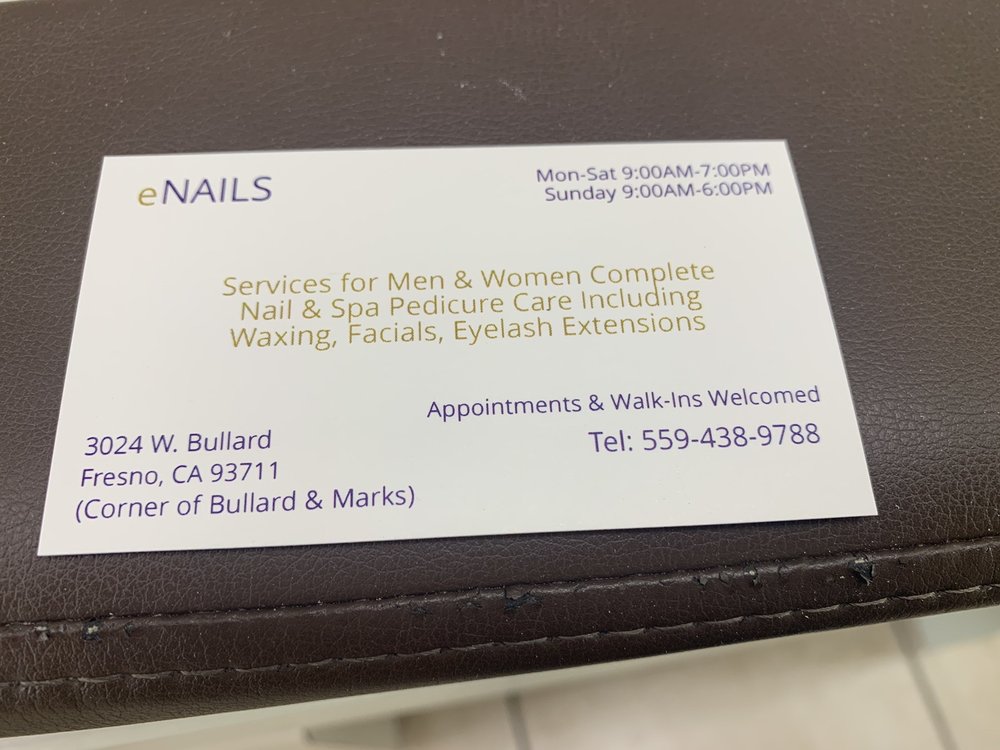 eNAILS
Mon-Sat 9:00AM-7:00PM
Sunday 9:00AM-6:00PM
Services for Men & Women Complete
Nail & Spa Pedicure Care Including
Waxing, Facials, Eyelash Extensions
Appointments & Walk-Ins Welcomed
Tel: 559-438-9788
3024 W. Bullard
Fresno, CA 93711
(Corner of Bullard & Marks)